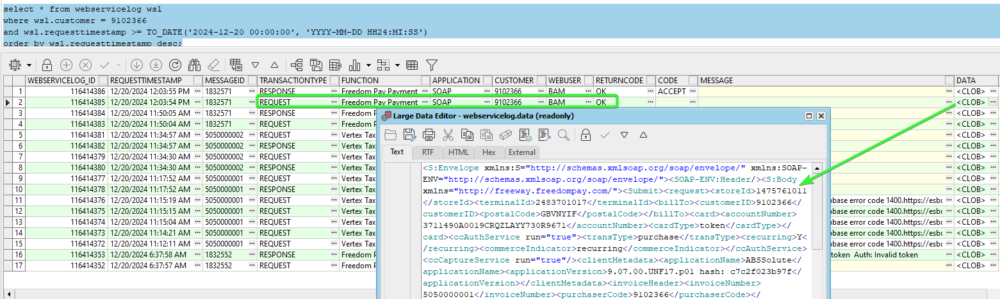 select * from webservicelog wsl
where wsl.customer = 9102366
and wsl.requesttimestamp >= TO_DATE('2024-12-20 00:00:00', 'YYYY-MM-DD HH24:MI:SS')
order by wsl.requesttimestamp desc;
WEBSERVICELOG_ID REQUESTTIMESTAMP MESSAGEID TRANSACTIONTYPE FUNCTION APPLICATION CUSTOMER WEBUSER RETURNCODE CODE MESSAGE DATA
1 116414386 12/20/2024 12:03:55 PM 1832571 RESPONSE Freedom Pay Payment SOAP 9102366 BAM OK ACCEPT <CLOB>
2 116414385 12/20/2024 12:03:54 PM 1832571 REQUEST Freedom Pay Payment SOAP 9102366 BAM OK <CLOB>
3 116414384 12/20/2024 11:50:05 AM 1832571 RESPONSE Freedom P <CLOB>
4 116414383 12/20/2024 11:50:04 AM 1832571 REQUEST Freedom P <CLOB>
5 116414381 12/20/2024 11:34:57 AM 5050000002 REQUEST Vertex Tax <CLOB>
6 116414382 12/20/2024 11:34:57 AM 5050000002 RESPONSE Vertex Tax <CLOB>
7 116414379 12/20/2024 11:34:30 AM 5050000002 REQUEST Vertex Tax <CLOB>
8 116414380 12/20/2024 11:34:30 AM 5050000002 RESPONSE Vertex Tax <CLOB>
9 116414377 12/20/2024 11:17:52 AM 5050000001 REQUEST Vertex Tax <CLOB>
10 116414378 12/20/2024 11:17:52 AM 5050000001 RESPONSE Vertex Tax <CLOB>
11 116414376 12/20/2024 11:15:19 AM 5050000001 REQUEST Vertex Tax abase error code 1400.https://esbc <CLOB>
12 116414375 12/20/2024 11:15:15 AM 5050000001 REQUEST Vertex Tax abase error code 1400.https://esbc <CLOB>
13 116414374 12/20/2024 11:15:04 AM 5050000001 REQUEST Vertex Tax abase error code 1400.https://esbc <CLOB>
14 116414373 12/20/2024 11:14:21 AM 5050000001 REQUEST Vertex Tax abase error code 1400.https://esbc <CLOB>
15 116414372 12/20/2024 11:12:11 AM 5050000001 REQUEST Vertex Tax abase error code 1400.https://esbc <CLOB>
16 116414353 12/20/2024 6:37:58 AM 1832552 RESPONSE Freedom P token Auth: Invalid token <CLOB>
17 116414352 12/20/2024 6:37:57 AM 1832552 REQUEST Freedom P <CLOB>
Large Data Editor - webservicelog.data (readonly)
Text RTF HTML Hex External
<S:Envelope xmlns:S="http://schemas.xmlsoap.org/soap/envelope/" xmlns:SOAP-
ENV="http://schemas.xmlsoap.org/soap/envelope/"><SOAP-ENV:Header/><S:Body
xmlns="http://freeway.freedompay.com/"><Submit><request><storeId>1475761011
</storeId><terminalId>2483701017</terminalId><billTo><customerID>9102366</
customerID><postalCode>GBVNYIF</postalCode></billTo><card><accountNumber>
3711490A0019CRQZLAYY730R9671</accountNumber><cardType>token</cardType></
card><ccAuthService run="true"><transType>purchase</transType><recurring>Y<
/recurring><commerceIndicator>recurring</commerceIndicator></ccAuthService>
<ccCaptureService run="true"/><clientMetadata><applicationName>ABSSolute</
applicationName><applicationVersion>9.07.00.UNF17.p01 hash: c7c2f023b97f</
applicationVersion></clientMetadata><invoiceHeader><invoiceNumber>
5050000001</invoiceNumber><purchaserCode>9102366</purchaserCode></